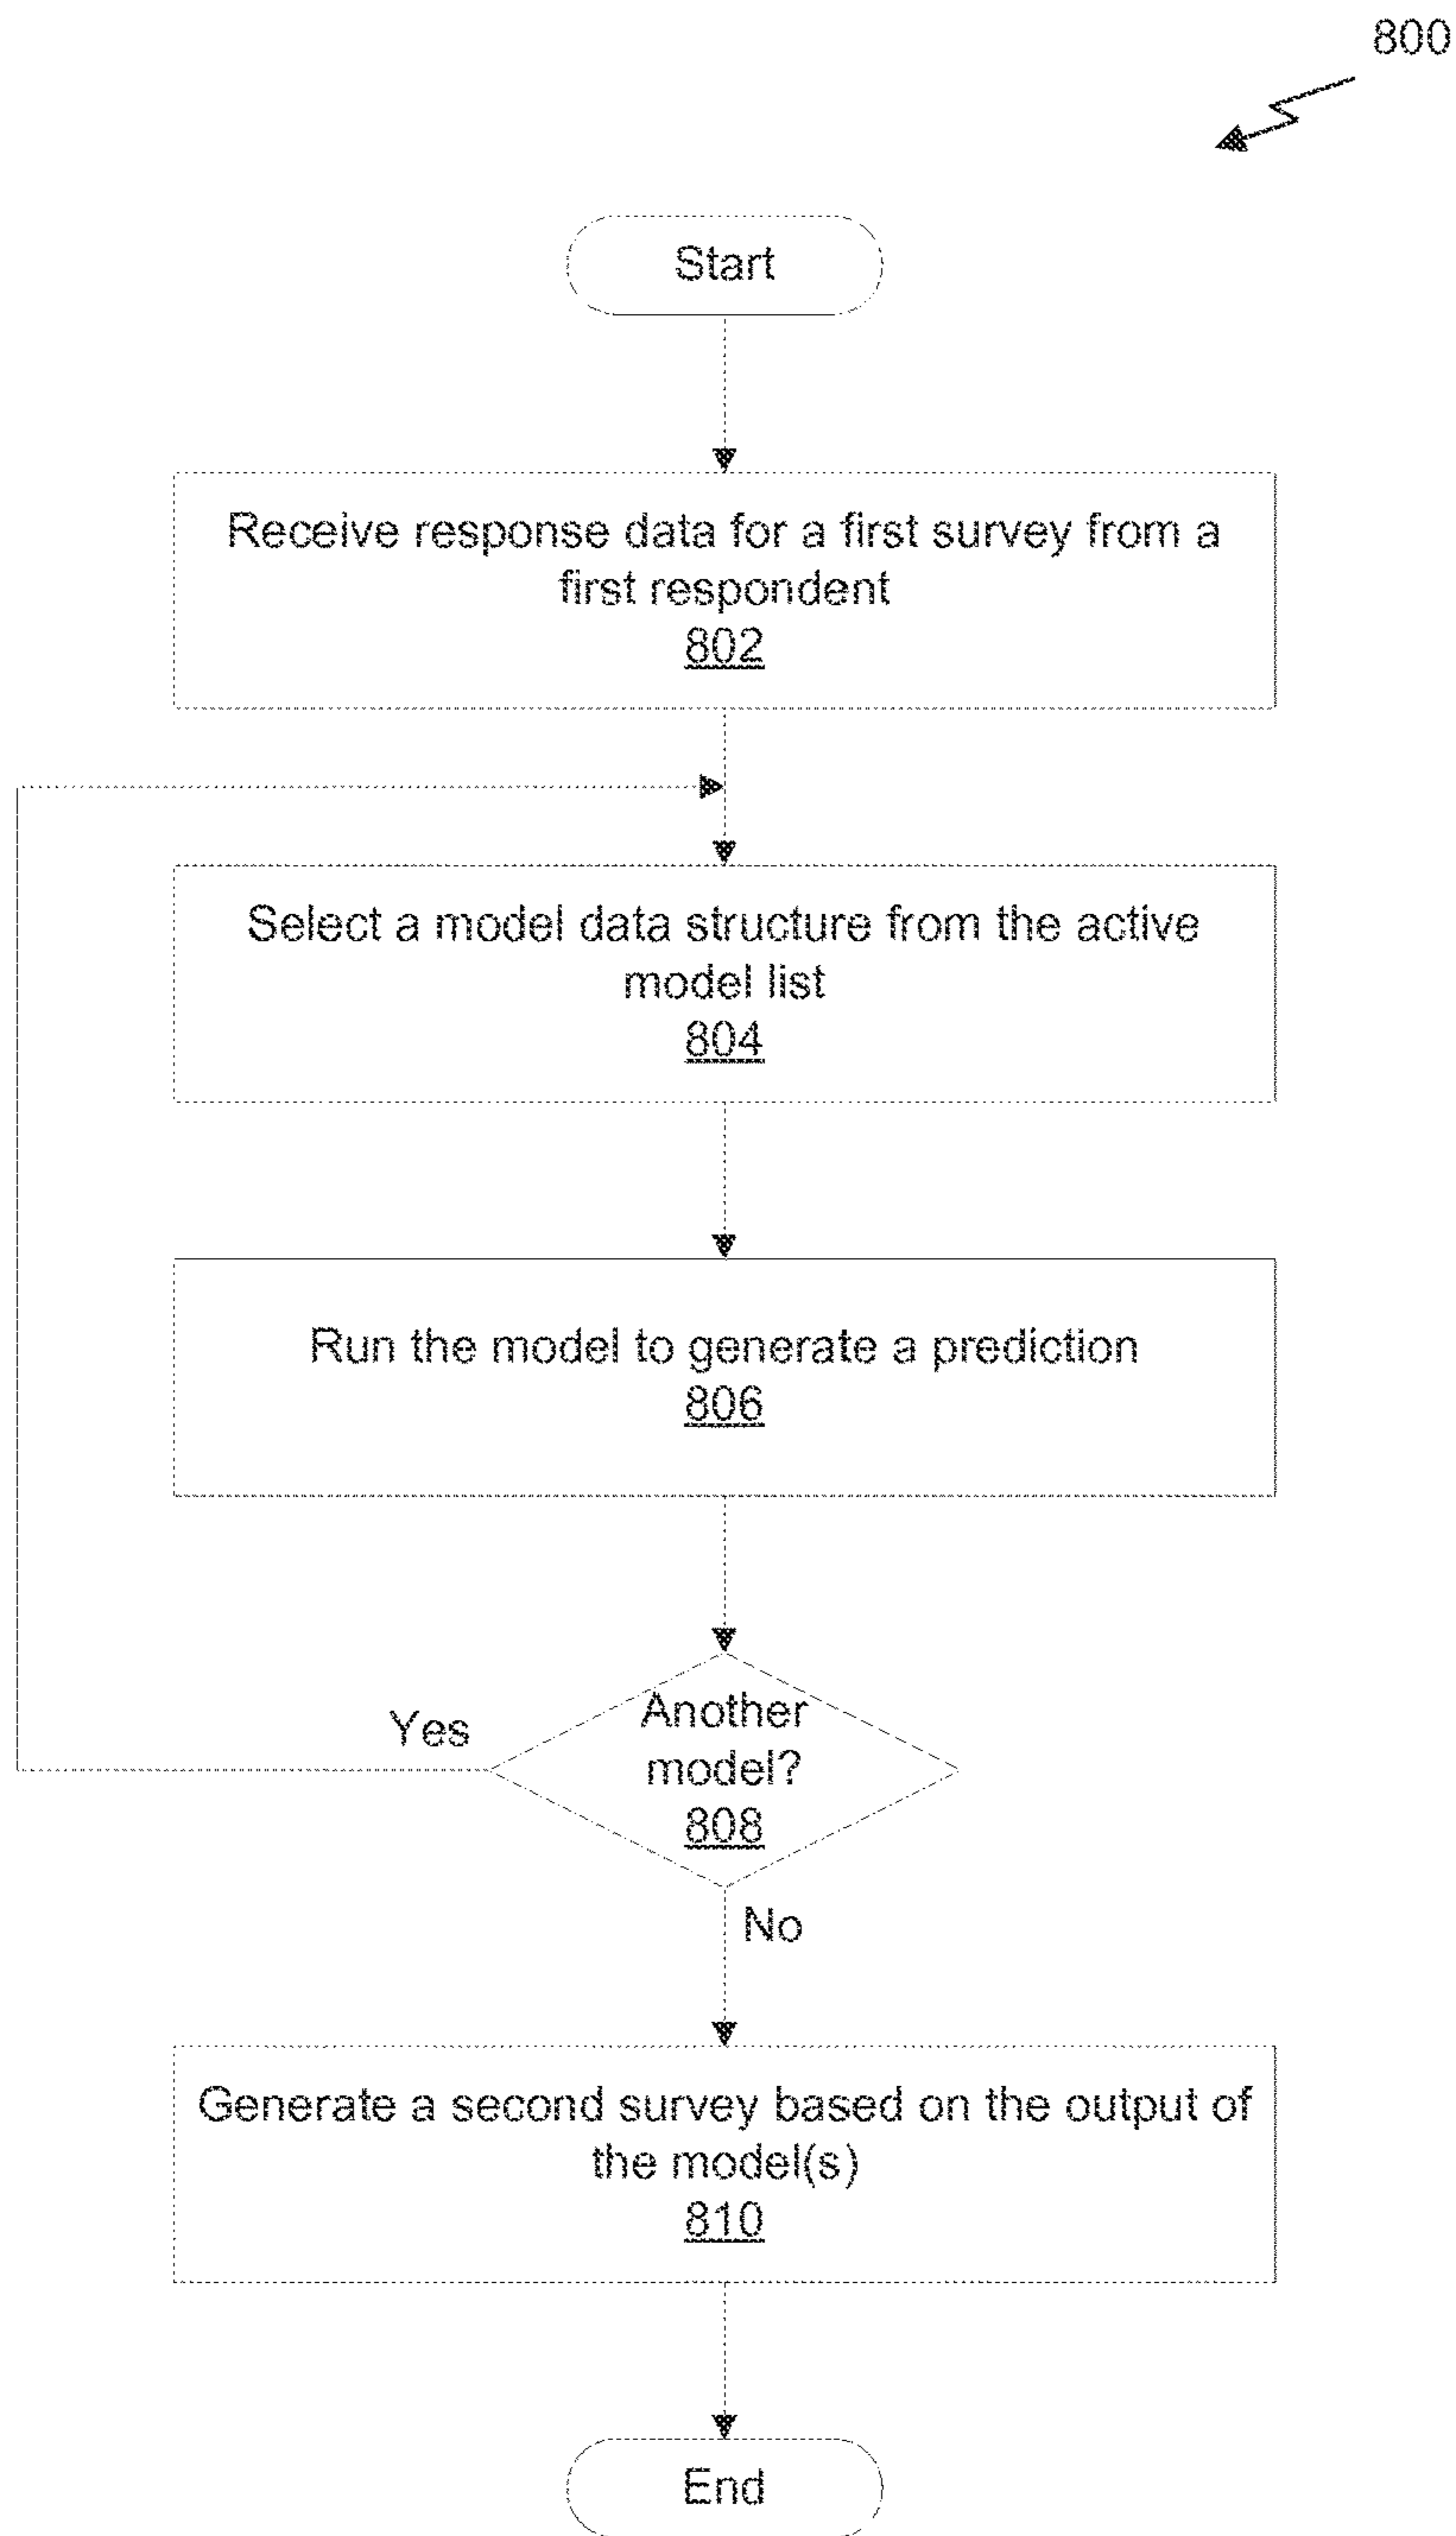 800
Start
Receive response data for a first survey from a
first respondent
802
Select a model data structure from the active
model list
804
Run the model to generate a prediction
806
Another
model?
808
Yes
No
Generate a second survey based on the output of
the model(s)
810
End